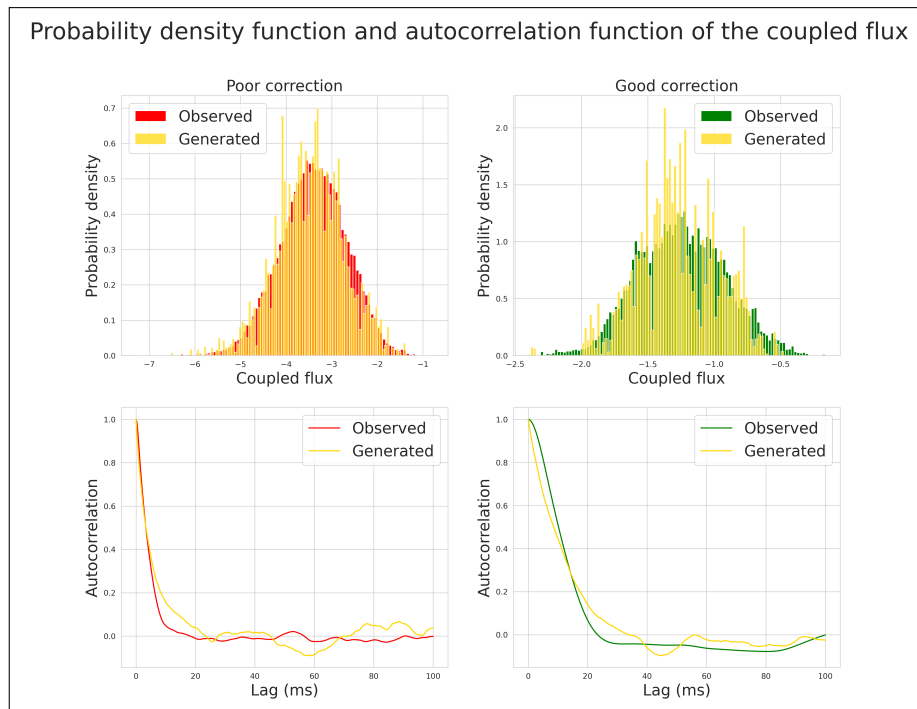 Probability density function and autocorrelation function of the coupled flux
Poor correction
Good correction
Observed
Generated
Observed
Generated
Probability density
0.7
0.6
0.5
0.4
0.3
0.2
0.1
0.0
−7 −6 −5 −4 −3 −2 −1
Coupled flux
Probability density
2.0
1.5
1.0
0.5
0.0
−2.5 −2.0 −1.5 −1.0 −0.5
Coupled flux
Observed
Generated
Autocorrelation
1.0
0.8
0.6
0.4
0.2
0.0
0 20 40 60 80 100
Lag (ms)
Observed
Generated
Autocorrelation
1.0
0.8
0.6
0.4
0.2
0.0
0 20 40 60 80 100
Lag (ms)